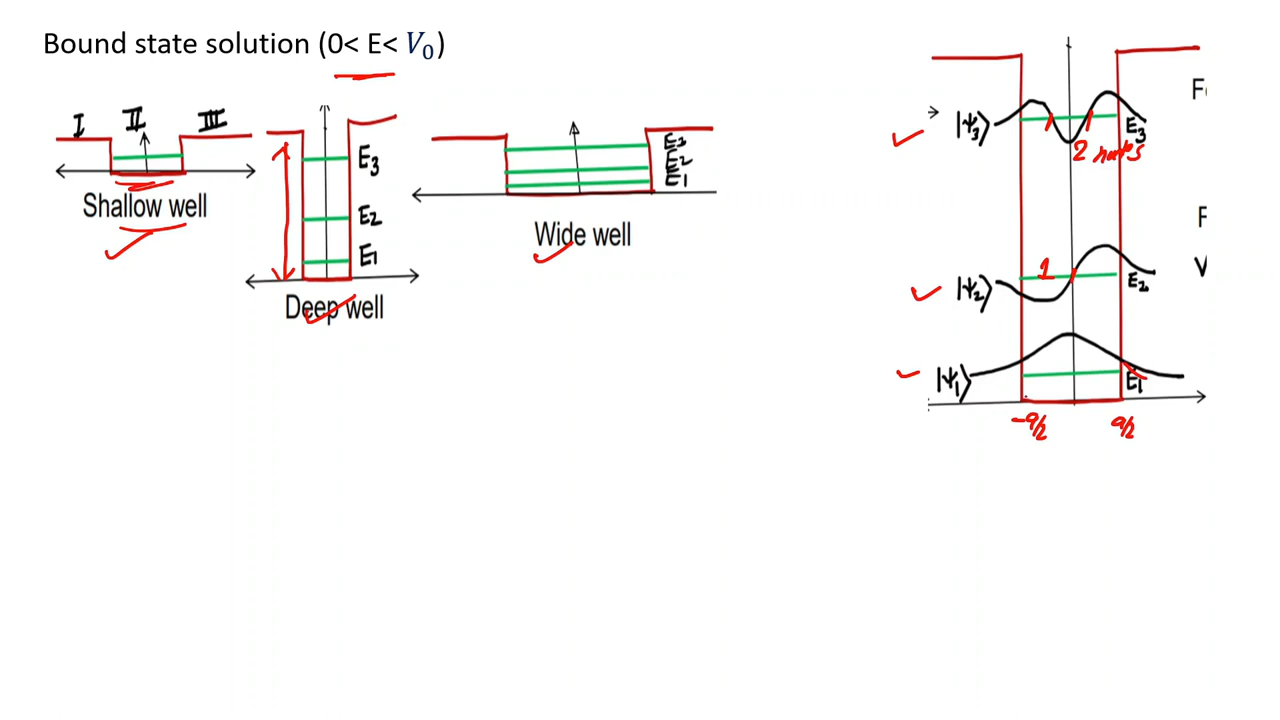 Bound state solution (0< E< V₀)
I II III
Shallow well
E3
E2
E1
Deep well
E3
E2
E1
Wide well
|ψ3⟩ E3
2 nodes
|ψ2⟩ 1 E2
|ψ1⟩ E1
-a/2 a/2
F
V